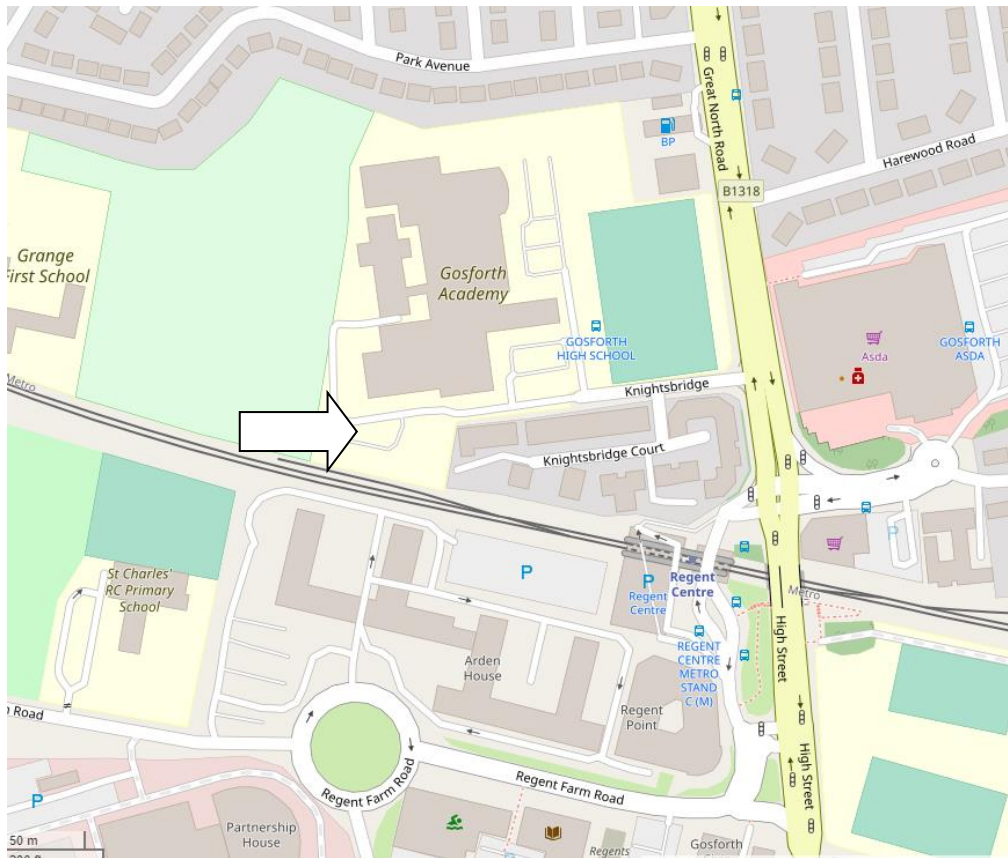 Park Avenue
Great North Road
BP
Harewood Road
B1318
Grange
First School
Gosforth
Academy
GOSFORTH
HIGH SCHOOL
Asda
GOSFORTH
ASDA
Metro
Knightsbridge
Knightsbridge Court
P
St Charles'
RC Primary
School
P
P
Regent
Centre
Regent
Centre
Metro
REGENT
CENTRE
METRO
STAND
C (M)
High Street
Arden
House
Regent
Point
Road
Regent Farm Road
Regent Farm Road
High Street
P
Partnership
House
Regents
Gosforth
50 m